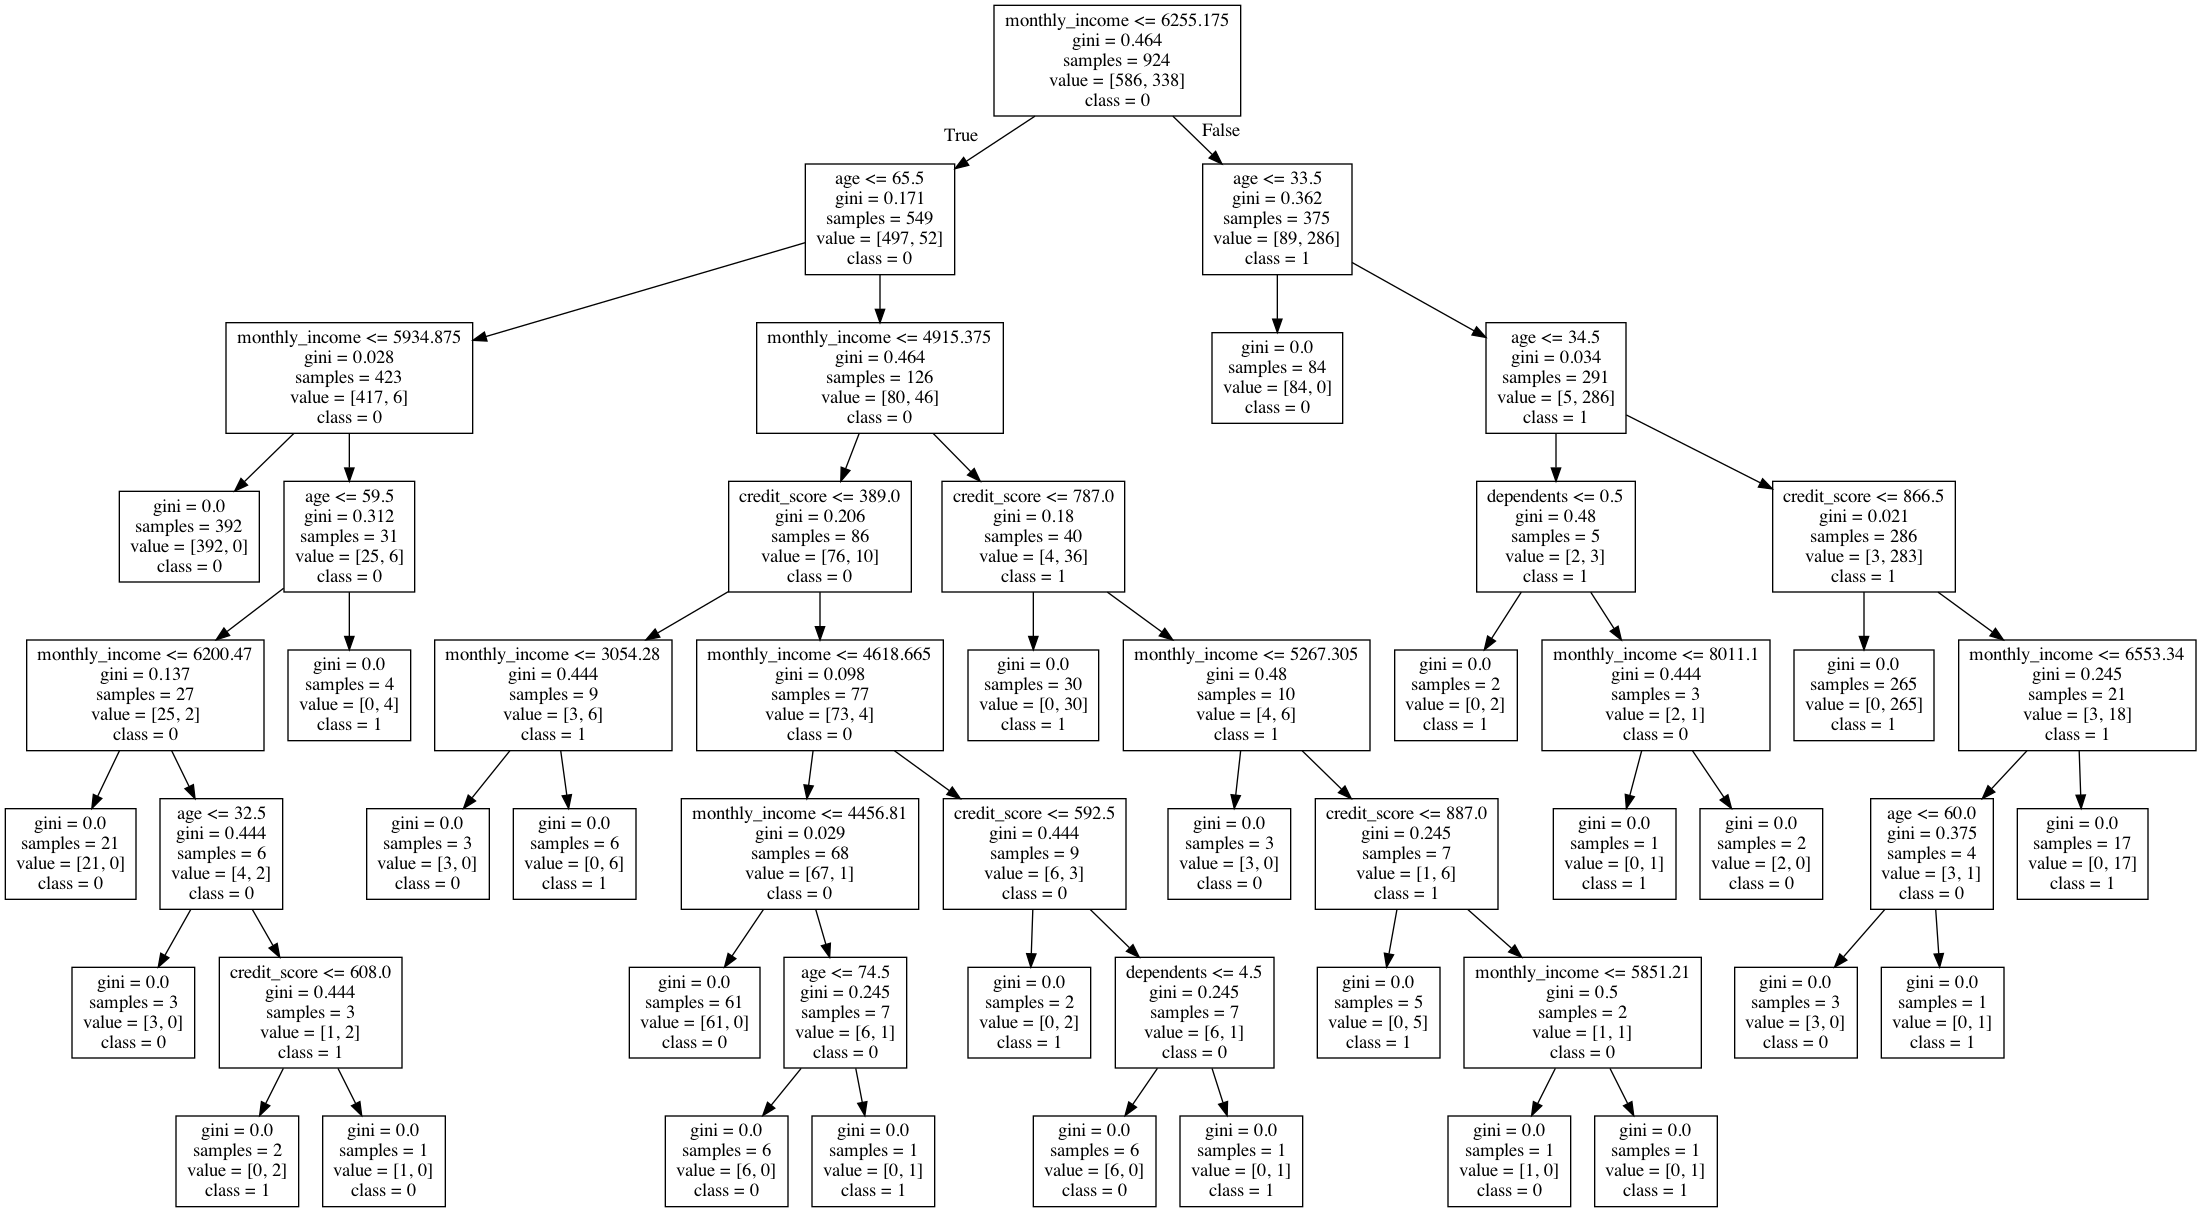 monthly_income <= 6255.175
gini = 0.464
samples = 924
value = [586, 338]
class = 0
True
False
age <= 65.5
gini = 0.171
samples = 549
value = [497, 52]
class = 0
age <= 33.5
gini = 0.362
samples = 375
value = [89, 286]
class = 1
monthly_income <= 5934.875
gini = 0.028
samples = 423
value = [417, 6]
class = 0
monthly_income <= 4915.375
gini = 0.464
samples = 126
value = [80, 46]
class = 0
gini = 0.0
samples = 84
value = [84, 0]
class = 0
age <= 34.5
gini = 0.034
samples = 291
value = [5, 286]
class = 1
gini = 0.0
samples = 392
value = [392, 0]
class = 0
age <= 59.5
gini = 0.312
samples = 31
value = [25, 6]
class = 0
credit_score <= 389.0
gini = 0.206
samples = 86
value = [76, 10]
class = 0
credit_score <= 787.0
gini = 0.18
samples = 40
value = [4, 36]
class = 1
dependents <= 0.5
gini = 0.48
samples = 5
value = [2, 3]
class = 1
credit_score <= 866.5
gini = 0.021
samples = 286
value = [3, 283]
class = 1
monthly_income <= 6200.47
gini = 0.137
samples = 27
value = [25, 2]
class = 0
gini = 0.0
samples = 4
value = [0, 4]
class = 1
monthly_income <= 3054.28
gini = 0.444
samples = 9
value = [3, 6]
class = 1
monthly_income <= 4618.665
gini = 0.098
samples = 77
value = [73, 4]
class = 0
gini = 0.0
samples = 30
value = [0, 30]
class = 1
monthly_income <= 5267.305
gini = 0.48
samples = 10
value = [4, 6]
class = 1
gini = 0.0
samples = 2
value = [0, 2]
class = 1
monthly_income <= 8011.1
gini = 0.444
samples = 3
value = [2, 1]
class = 0
gini = 0.0
samples = 265
value = [0, 265]
class = 1
monthly_income <= 6553.34
gini = 0.245
samples = 21
value = [3, 18]
class = 1
gini = 0.0
samples = 21
value = [21, 0]
class = 0
age <= 32.5
gini = 0.444
samples = 6
value = [4, 2]
class = 0
gini = 0.0
samples = 3
value = [3, 0]
class = 0
gini = 0.0
samples = 6
value = [0, 6]
class = 1
monthly_income <= 4456.81
gini = 0.029
samples = 68
value = [67, 1]
class = 0
credit_score <= 592.5
gini = 0.444
samples = 9
value = [6, 3]
class = 0
gini = 0.0
samples = 3
value = [3, 0]
class = 0
credit_score <= 887.0
gini = 0.245
samples = 7
value = [1, 6]
class = 1
gini = 0.0
samples = 1
value = [0, 1]
class = 1
gini = 0.0
samples = 2
value = [2, 0]
class = 0
age <= 60.0
gini = 0.375
samples = 4
value = [3, 1]
class = 0
gini = 0.0
samples = 17
value = [0, 17]
class = 1
gini = 0.0
samples = 3
value = [3, 0]
class = 0
credit_score <= 608.0
gini = 0.444
samples = 3
value = [1, 2]
class = 1
gini = 0.0
samples = 61
value = [61, 0]
class = 0
age <= 74.5
gini = 0.245
samples = 7
value = [6, 1]
class = 0
gini = 0.0
samples = 2
value = [0, 2]
class = 1
dependents <= 4.5
gini = 0.245
samples = 7
value = [6, 1]
class = 0
gini = 0.0
samples = 5
value = [0, 5]
class = 1
monthly_income <= 5851.21
gini = 0.5
samples = 2
value = [1, 1]
class = 0
gini = 0.0
samples = 3
value = [3, 0]
class = 0
gini = 0.0
samples = 1
value = [0, 1]
class = 1
gini = 0.0
samples = 2
value = [0, 2]
class = 1
gini = 0.0
samples = 1
value = [1, 0]
class = 0
gini = 0.0
samples = 6
value = [6, 0]
class = 0
gini = 0.0
samples = 1
value = [0, 1]
class = 1
gini = 0.0
samples = 6
value = [6, 0]
class = 0
gini = 0.0
samples = 1
value = [0, 1]
class = 1
gini = 0.0
samples = 1
value = [1, 0]
class = 0
gini = 0.0
samples = 1
value = [0, 1]
class = 1